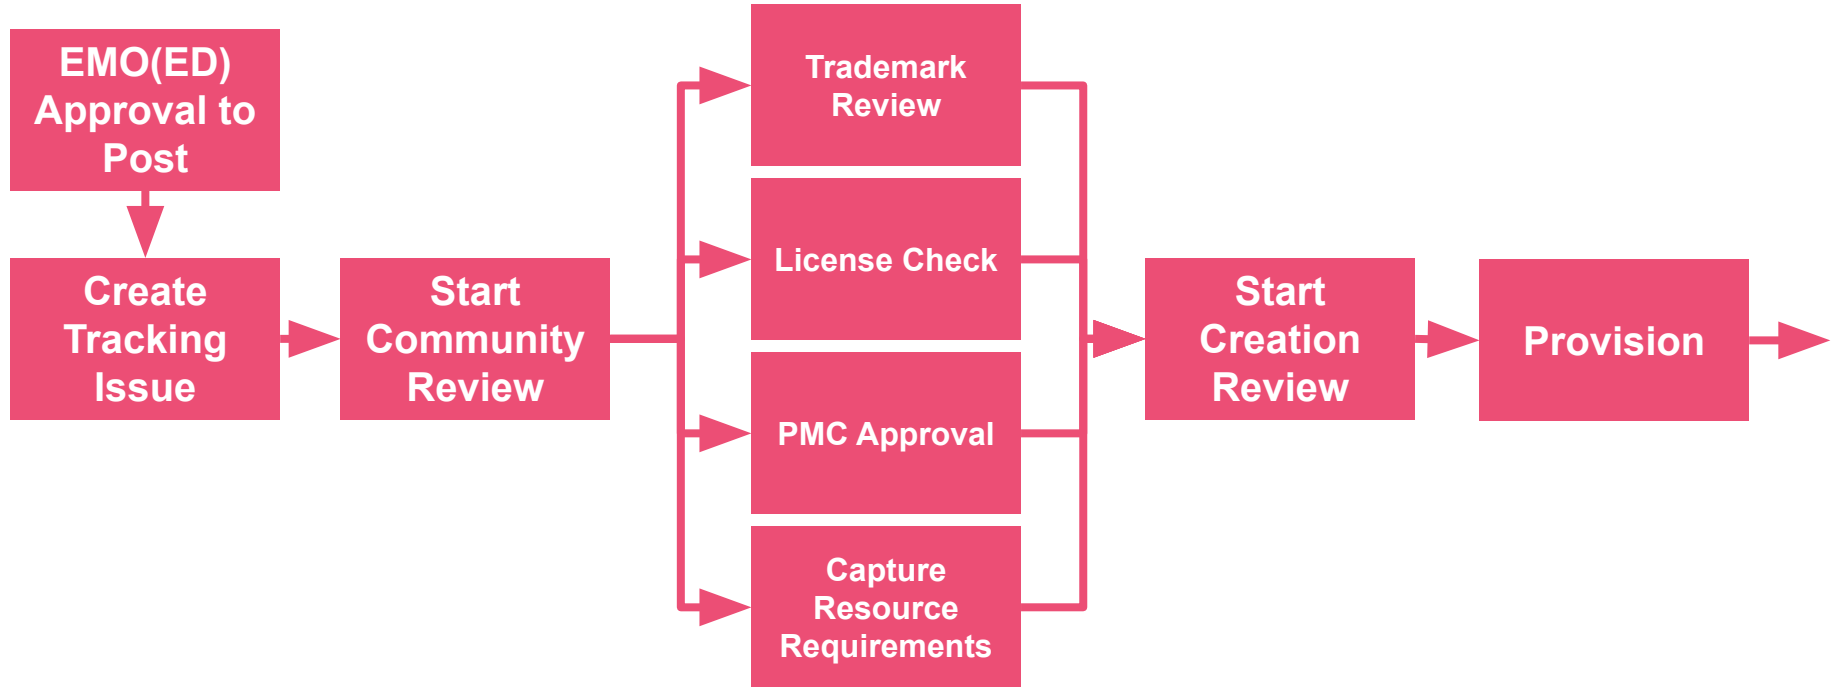 EMO(ED)
Approval to
Post
Create
Tracking
Issue
Start
Community
Review
Trademark
Review
License Check
PMC Approval
Capture
Resource
Requirements
Start
Creation
Review
Provision